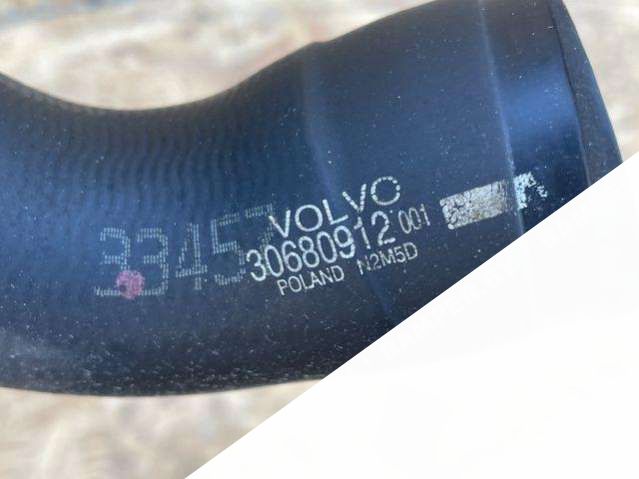 33457
VOLVO
30680912 001
POLAND N2M5D